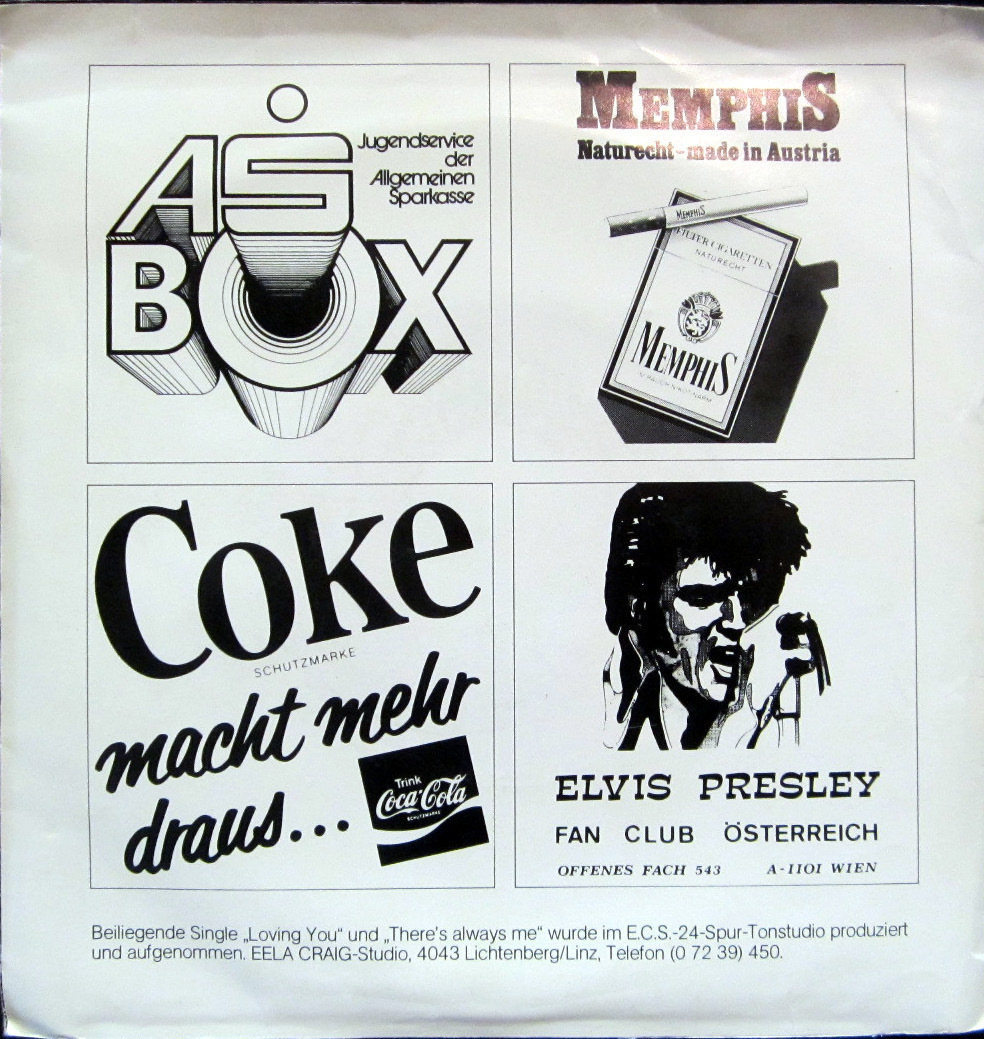 AS
BOX
Jugendservice
der
Allgemeinen
Sparkasse
MEMPHIS
Naturecht-made in Austria
MEMPHIS
FILTER CIGARETTEN
NATURECHT
MEMPHIS
IM RAUCH NIKOTINARM
Coke
SCHUTZMARKE
macht mehr
draus...
Trink
Coca-Cola
SCHUTZMARKE
ELVIS PRESLEY
FAN CLUB ÖSTERREICH
OFFENES FACH 543 A-1101 WIEN
Beiliegende Single „Loving You“ und „There's always me“ wurde im E.C.S.-24-Spur-Tonstudio produziert
und aufgenommen. EELA CRAIG-Studio, 4043 Lichtenberg/Linz, Telefon (0 72 39) 450.